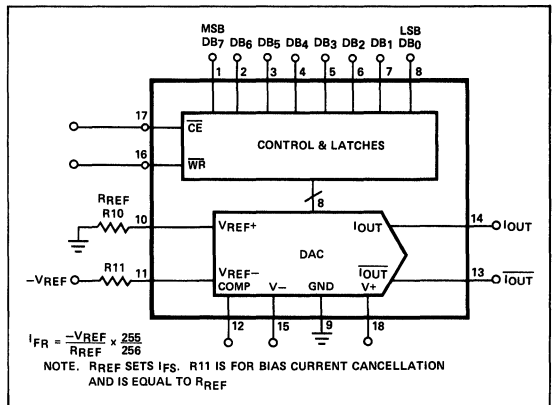 MSB LSB
DB7 DB6 DB5 DB4 DB3 DB2 DB1 DB0
1 2 3 4 5 6 7 8
17 CE
CONTROL & LATCHES
16 WR
8
RREF
R10 10 VREF+ IOUT 14 IOUT
DAC
-VREF R11 11 VREF- IOUT 13 IOUT
COMP V- GND V+
12 15 9 18
IFR = -VREF/RREF × 255/256
NOTE. RREF SETS IFS. R11 IS FOR BIAS CURRENT CANCELLATION
AND IS EQUAL TO RREF